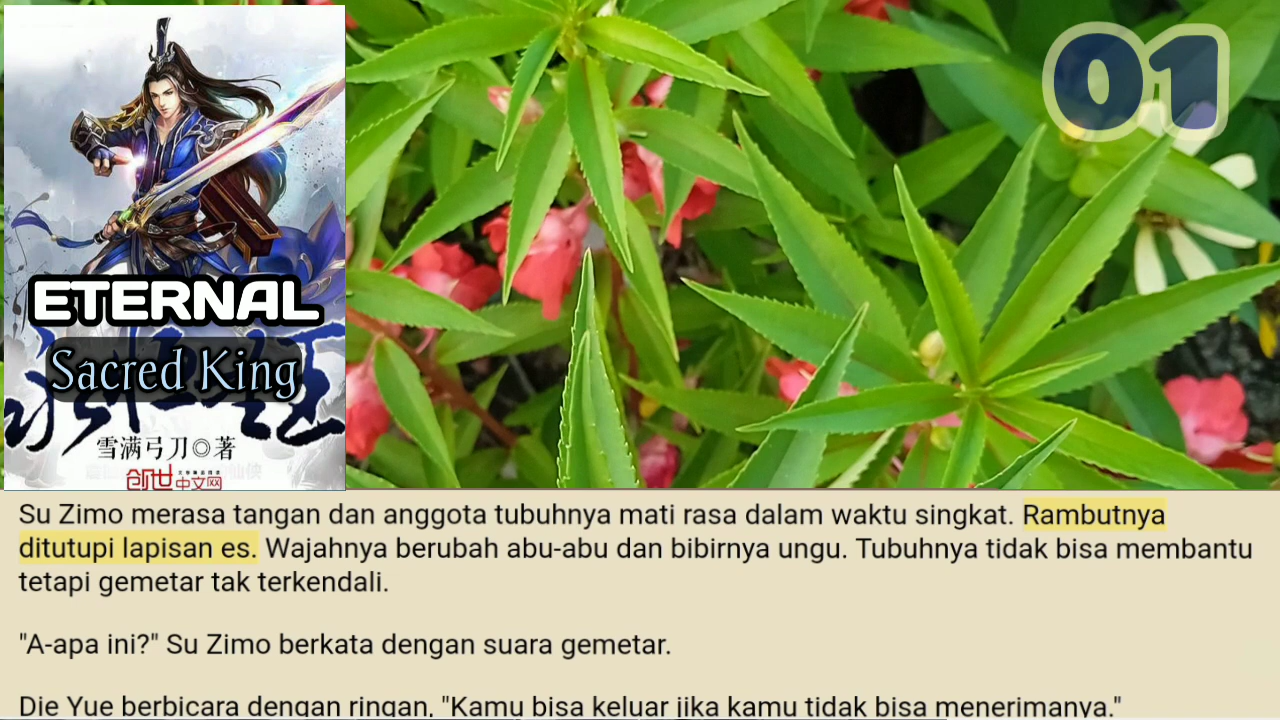 01
ETERNAL
Sacred King
雪满弓刀◎著
创世中文网
Su Zimo merasa tangan dan anggota tubuhnya mati rasa dalam waktu singkat. Rambutnya
ditutupi lapisan es. Wajahnya berubah abu-abu dan bibirnya ungu. Tubuhnya tidak bisa membantu
tetapi gemetar tak terkendali.
"A-apa ini?" Su Zimo berkata dengan suara gemetar.
Die Yue berbicara dengan ringan, "Kamu bisa keluar jika kamu tidak bisa menerimanya."